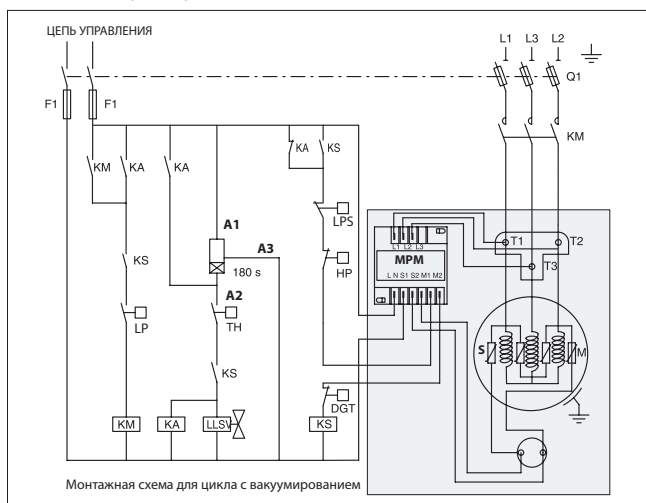 ЦЕПЬ УПРАВЛЕНИЯ
L1 L3 L2
F1 F1
Q1
KM
KM KA KA KA KS
A1
A3
180 s
LPS
HP
L1 L2 L3
MPM
L N S1 S2 M1 M2
T1 T2
T3
KS
A2
LP TH
KS
S M
DGT
KM KA LLSV KS
Монтажная схема для цикла с вакуумированием